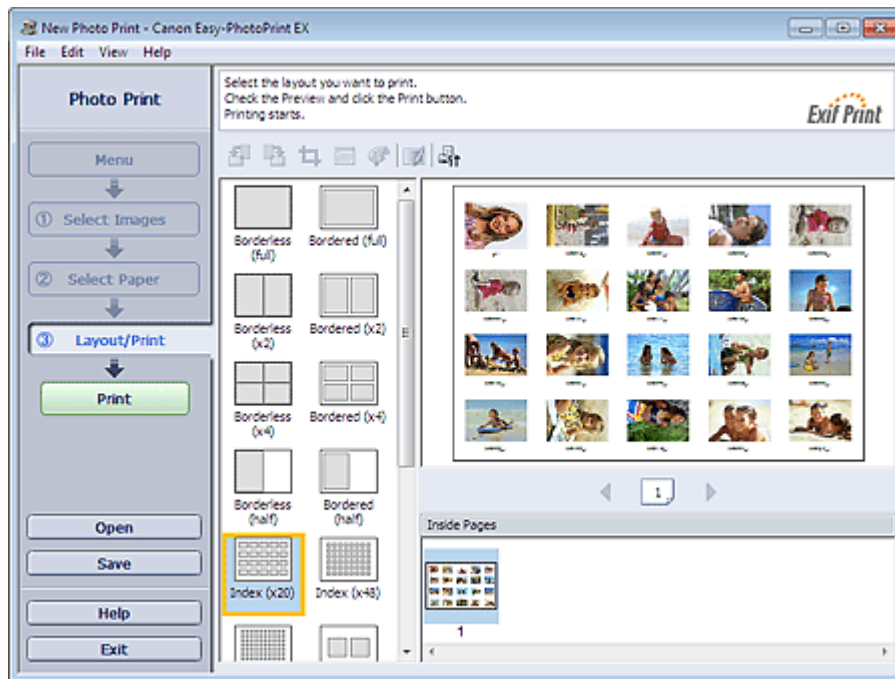 New Photo Print - Canon Easy-PhotoPrint EX
File Edit View Help
Photo Print
Select the layout you want to print.
Check the Preview and click the Print button.
Printing starts.
Exif Print
Menu
① Select Images
② Select Paper
③ Layout/Print
Print
Open
Save
Help
Exit
Borderless (full)
Bordered (full)
Borderless (x2)
Bordered (x2)
Borderless (x4)
Bordered (x4)
Borderless (half)
Bordered (half)
Index (x20)
Index (x48)
1
Inside Pages
1